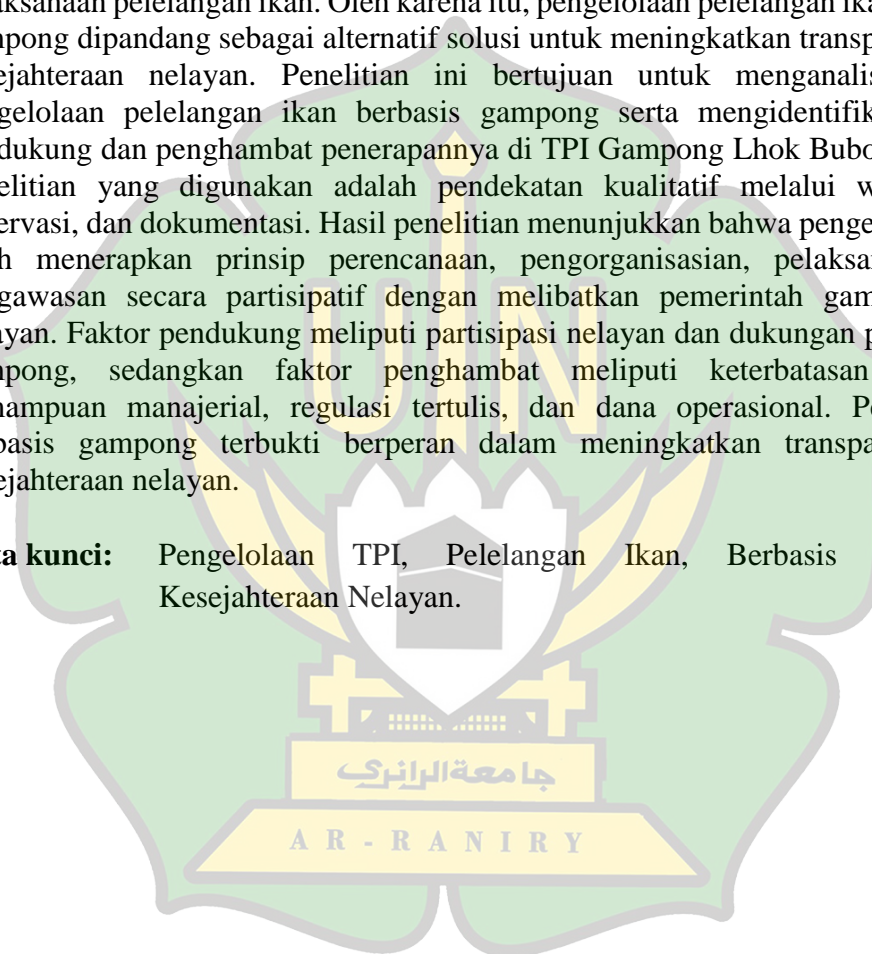 aksanaan pelelangan ikan. Oleh karena itu, pengelolaan pelelangan ika
mpong dipandang sebagai alternatif solusi untuk meningkatkan transp
ejahteraan nelayan. Penelitian ini bertujuan untuk menganalis
gelolaan pelelangan ikan berbasis gampong serta mengidentifik
dukung dan penghambat penerapannya di TPI Gampong Lhok Bubo
elitian yang digunakan adalah pendekatan kualitatif melalui w
ervasi, dan dokumentasi. Hasil penelitian menunjukkan bahwa penge
h menerapkan prinsip perencanaan, pengorganisasian, pelaksa
gawasan secara partisipatif dengan melibatkan pemerintah gam
ayan. Faktor pendukung meliputi partisipasi nelayan dan dukungan p
mpong, sedangkan faktor penghambat meliputi keterbatasan
ampuan manajerial, regulasi tertulis, dan dana operasional. Pe
basis gampong terbukti berperan dalam meningkatkan transpa
ejahteraan nelayan.
ta kunci: Pengelolaan TPI, Pelelangan Ikan, Berbasis
Kesejahteraan Nelayan.
UIN
جامعة الرانري
AR-RANIRY